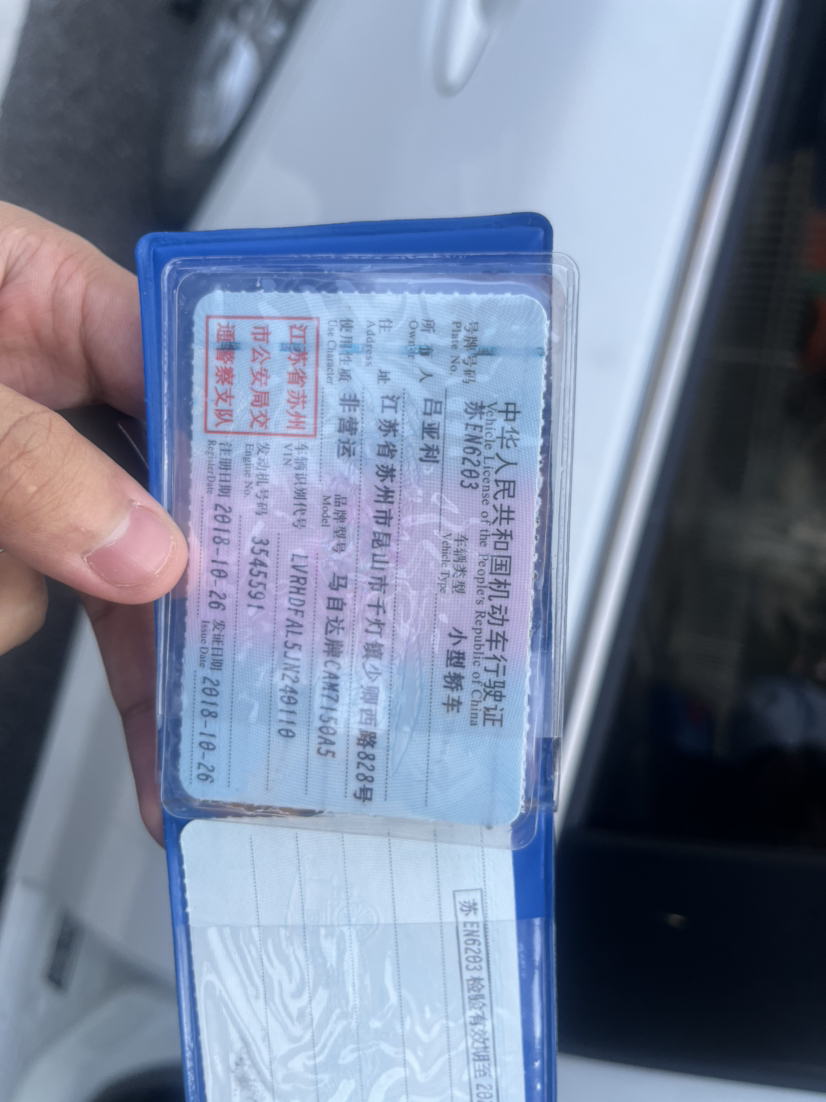 中华人民共和国机动车行驶证
Vehicle License of the People's Republic of China
号牌号码 苏EN6203 车辆类型 小型轿车
Plate No. Vehicle Type
所有人 吕亚利
Owner
住 址 江苏省苏州市昆山市千灯镇少卿西路828号
Address
使用性质 非营运 品牌型号 马自达牌CAM7150A5
Use Character Model
江苏省苏州
市公安局交
通警察支队
车辆识别代号 LVRHDFAL5JN240110
VIN
发动机号码 3545591
Engine No.
注册日期 2018-10-26 发证日期 2018-10-26
Register Date Issue Date
苏EN6203 检验有效期至 20